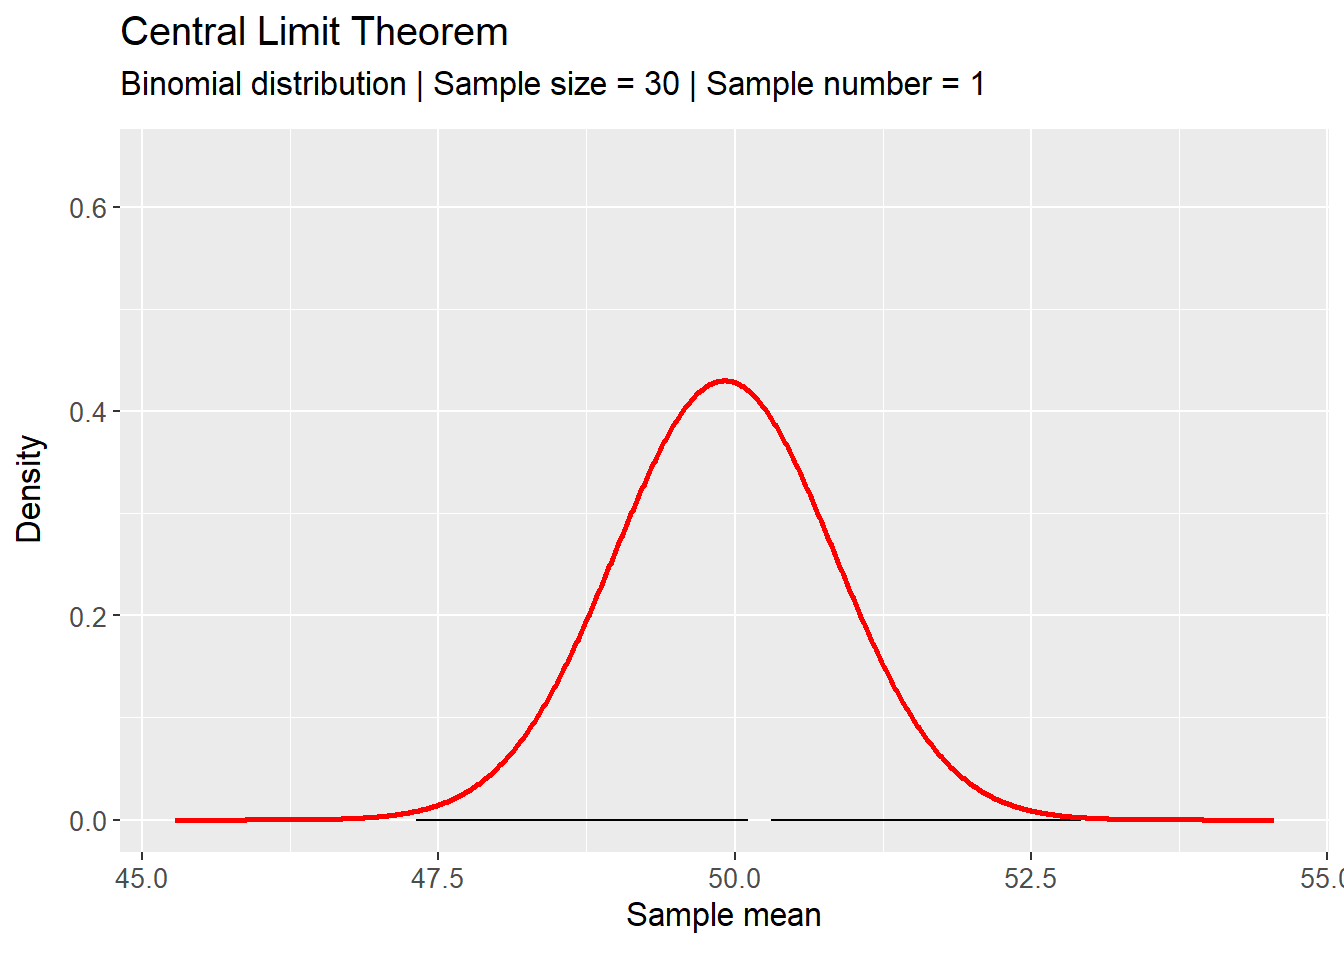 Central Limit Theorem
Binomial distribution | Sample size = 30 | Sample number = 1
0.6
0.4
0.2
0.0
Density
45.0 47.5 50.0 52.5 55.0
Sample mean